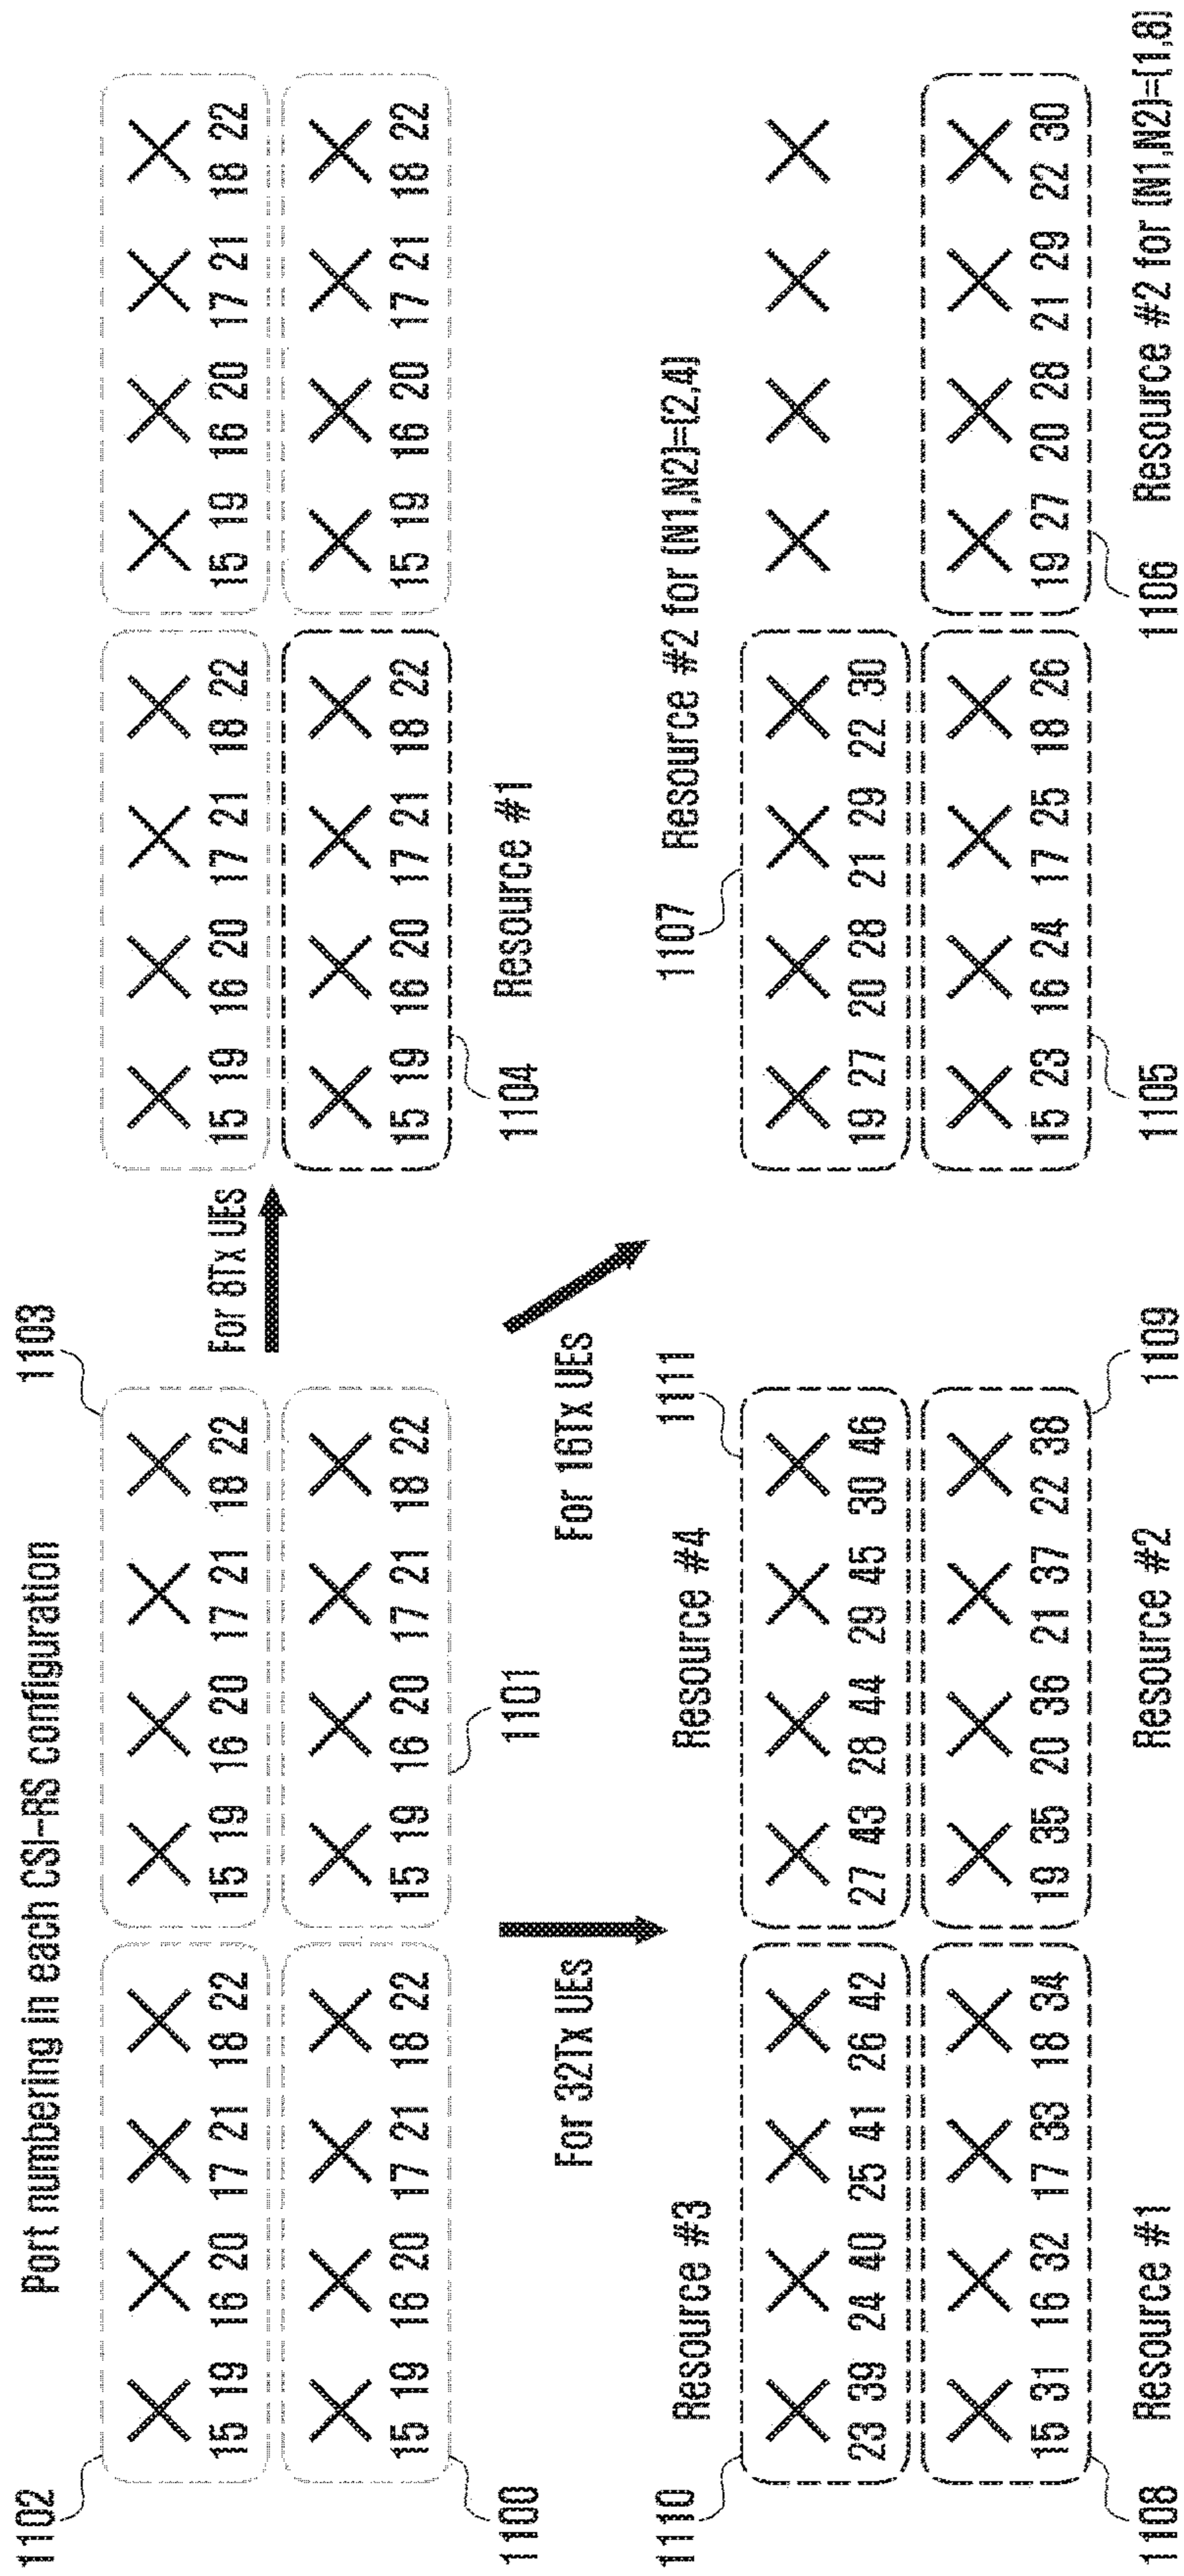 Port numbering in each CSI-RS configuration
1102
1103
15 19 16 20 17 21 18 22
15 19 16 20 17 21 18 22
15 19 16 20 17 21 18 22
15 19 16 20 17 21 18 22
1100
1101
For 8Tx UEs
15 19 16 20 17 21 18 22
15 19 16 20 17 21 18 22
15 19 16 20 17 21 18 22
15 19 16 20 17 21 18 22
1104
Resource #1
For 32Tx UEs
For 16Tx UEs
1110
Resource #3
Resource #4
1111
23 39 24 40 25 41 26 42
27 43 28 44 29 45 30 46
15 31 16 32 17 33 18 34
19 35 20 36 21 37 22 38
1108
Resource #1
Resource #2
1109
1107
Resource #2 for (N1,N2)=(2,4)
19 27 20 28 21 29 22 30
15 23 16 24 17 25 18 26
19 27 20 28 21 29 22 30
1105
1106
Resource #2 for (N1,N2)=(1,8)